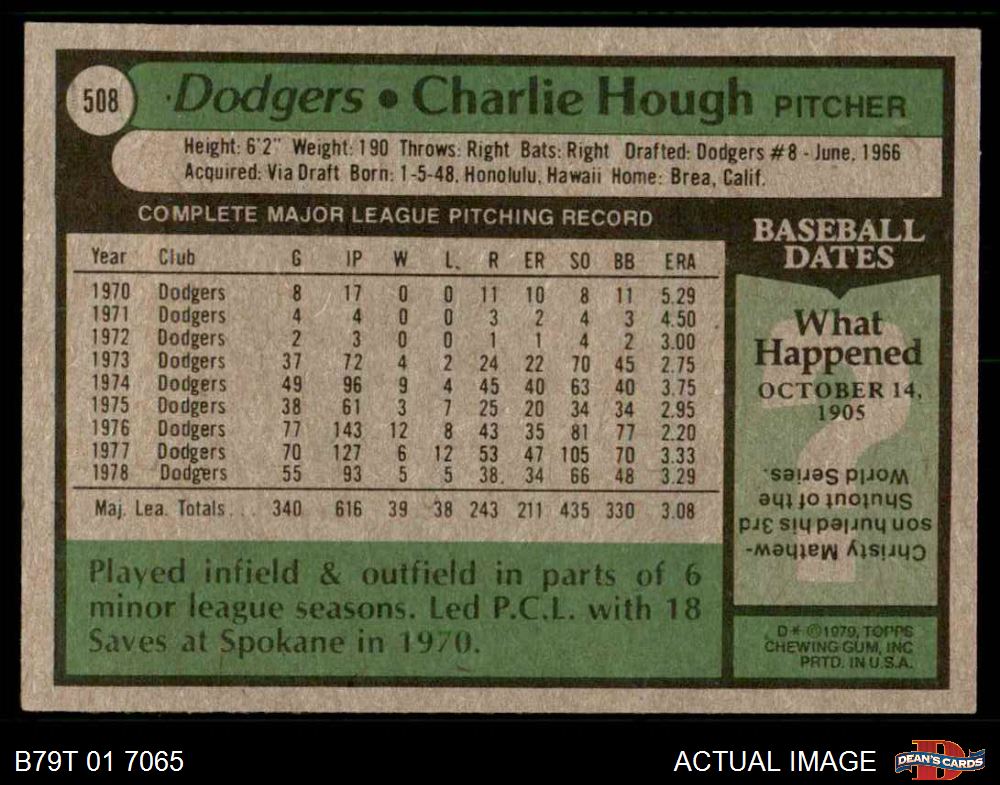 508
Dodgers • Charlie Hough PITCHER
Height: 6'2" Weight: 190 Throws: Right Bats: Right Drafted: Dodgers #8 - June, 1966
Acquired: Via Draft Born: 1-5-48, Honolulu, Hawaii Home: Brea, Calif.
COMPLETE MAJOR LEAGUE PITCHING RECORD
Year Club G IP W L. R ER SO BB ERA
1970 Dodgers 8 17 0 0 11 10 8 11 5.29
1971 Dodgers 4 4 0 0 3 2 4 3 4.50
1972 Dodgers 2 3 0 0 1 1 4 2 3.00
1973 Dodgers 37 72 4 2 24 22 70 45 2.75
1974 Dodgers 49 96 9 4 45 40 63 40 3.75
1975 Dodgers 38 61 3 7 25 20 34 34 2.95
1976 Dodgers 77 143 12 8 43 35 81 77 2.20
1977 Dodgers 70 127 6 12 53 47 105 70 3.33
1978 Dodgers 55 93 5 5 38. 34 66 48 3.29
Maj. Lea. Totals... 340 616 39 38 243 211 435 330 3.08
Played infield & outfield in parts of 6
minor league seasons. Led P.C.L. with 18
Saves at Spokane in 1970.
BASEBALL
DATES
What
Happened
OCTOBER 14,
1905
?
Christy Mathew-
son hurled his 3rd
Shutout of the
World Series.
D* ©1979, TOPPS
CHEWING GUM, INC
PRTD. IN U.S.A.
B79T 01 7065
ACTUAL IMAGE
D
DEAN'S CARDS